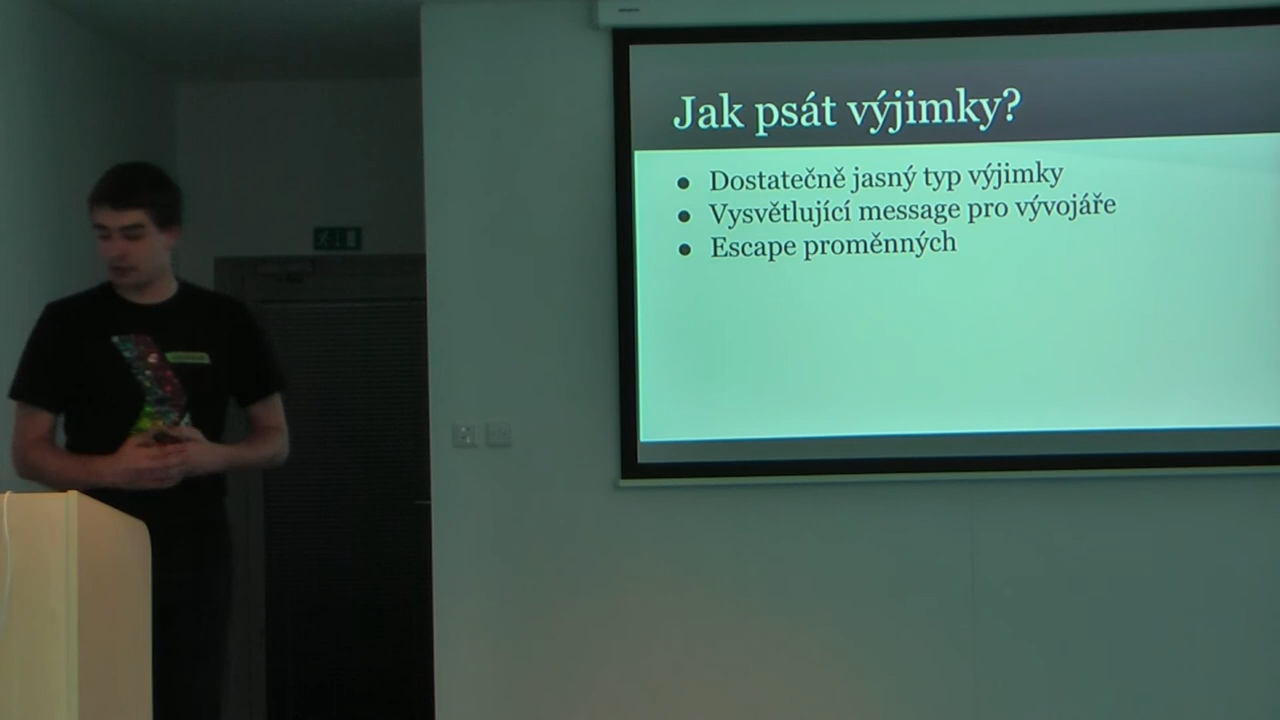 Jak psát výjimky?
● Dostatečně jasný typ výjimky
● Vysvětlující message pro vývojáře
● Escape proměnných